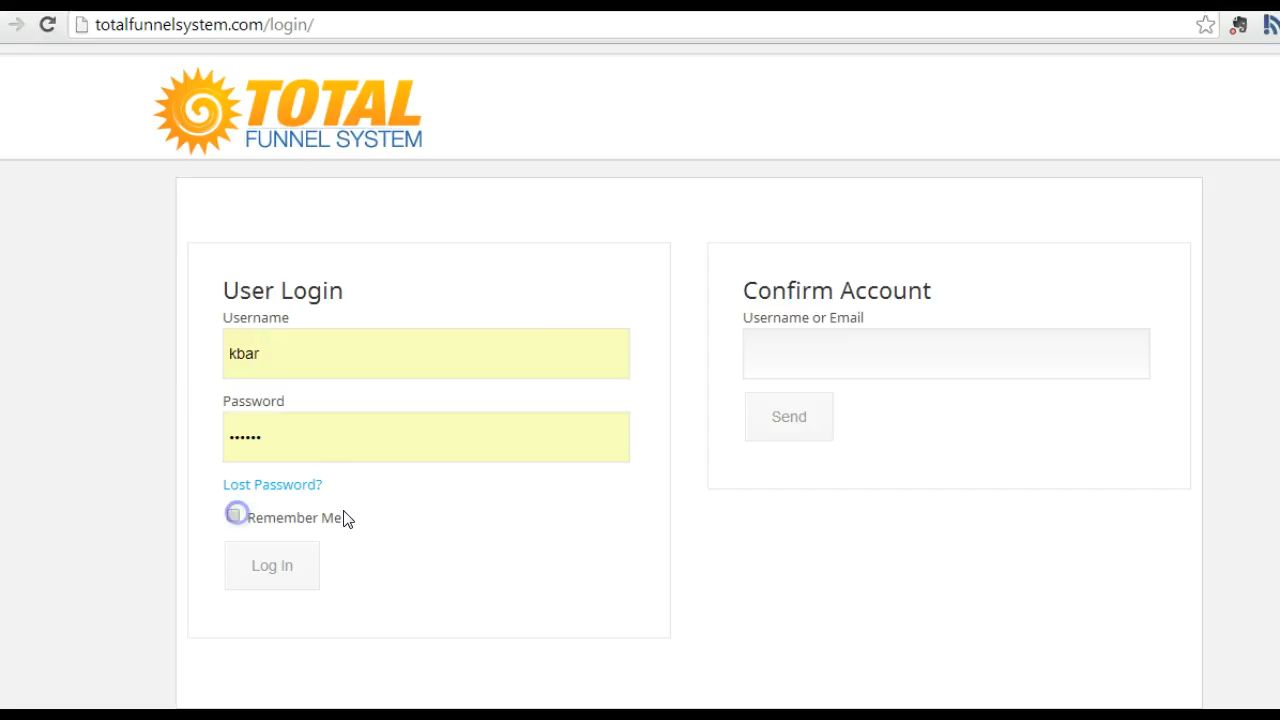 totalfunnelsystem.com/login/
TOTAL
FUNNEL SYSTEM
User Login
Username
kbar
Password
••••••
Lost Password?
Remember Me
Log In
Confirm Account
Username or Email
Send